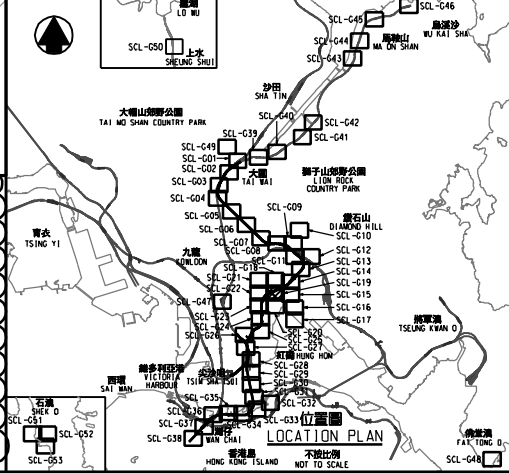 羅湖
LO WU
SCL-G50
上水
SHEUNG SHUI
SCL-G46
SCL-G45
烏溪沙
WU KAI SHA
SCL-G44
馬鞍山
MA ON SHAN
SCL-G43
沙田
SHA TIN
大帽山郊野公園
TAI MO SHAN COUNTRY PARK
SCL-G40
SCL-G42
SCL-G39
SCL-G41
SCL-G49
SCL-G01
SCL-G02
大圍
TAI WAI
SCL-G03
獅子山郊野公園
LION ROCK
COUNTRY PARK
SCL-G04
SCL-G05
SCL-G09
鑽石山
DIAMOND HILL
SCL-G06
SCL-G10
青衣
TSING YI
SCL-G07
SCL-G08
SCL-G12
九龍
KOWLOON
SCL-G11
SCL-G13
SCL-G18
SCL-G14
SCL-G21
SCL-G19
SCL-G22
SCL-G15
SCL-G47
SCL-G16
SCL-G23
SCL-G17
將軍澳
TSEUNG KWAN O
SCL-G24
SCL-G20
SCL-G26
SCL-G25
SCL-G27
紅磡 HUNG HOM
維多利亞港
VICTORIA
HARBOUR
尖沙咀
TSIM SHA TSUI
SCL-G28
SCL-G29
SCL-G30
SCL-G31
西環
SAI WAN
SCL-G35
SCL-G32
SCL-G36
SCL-G33
SCL-G37
SCL-G34
灣仔
WAN CHAI
SCL-G38
石澳
SHEK O
SCL-G51
SCL-G52
SCL-G53
位置圖
LOCATION PLAN
香港島
HONG KONG ISLAND
不按比例
NOT TO SCALE
佛堂澳
FAT TONG O
SCL-G48